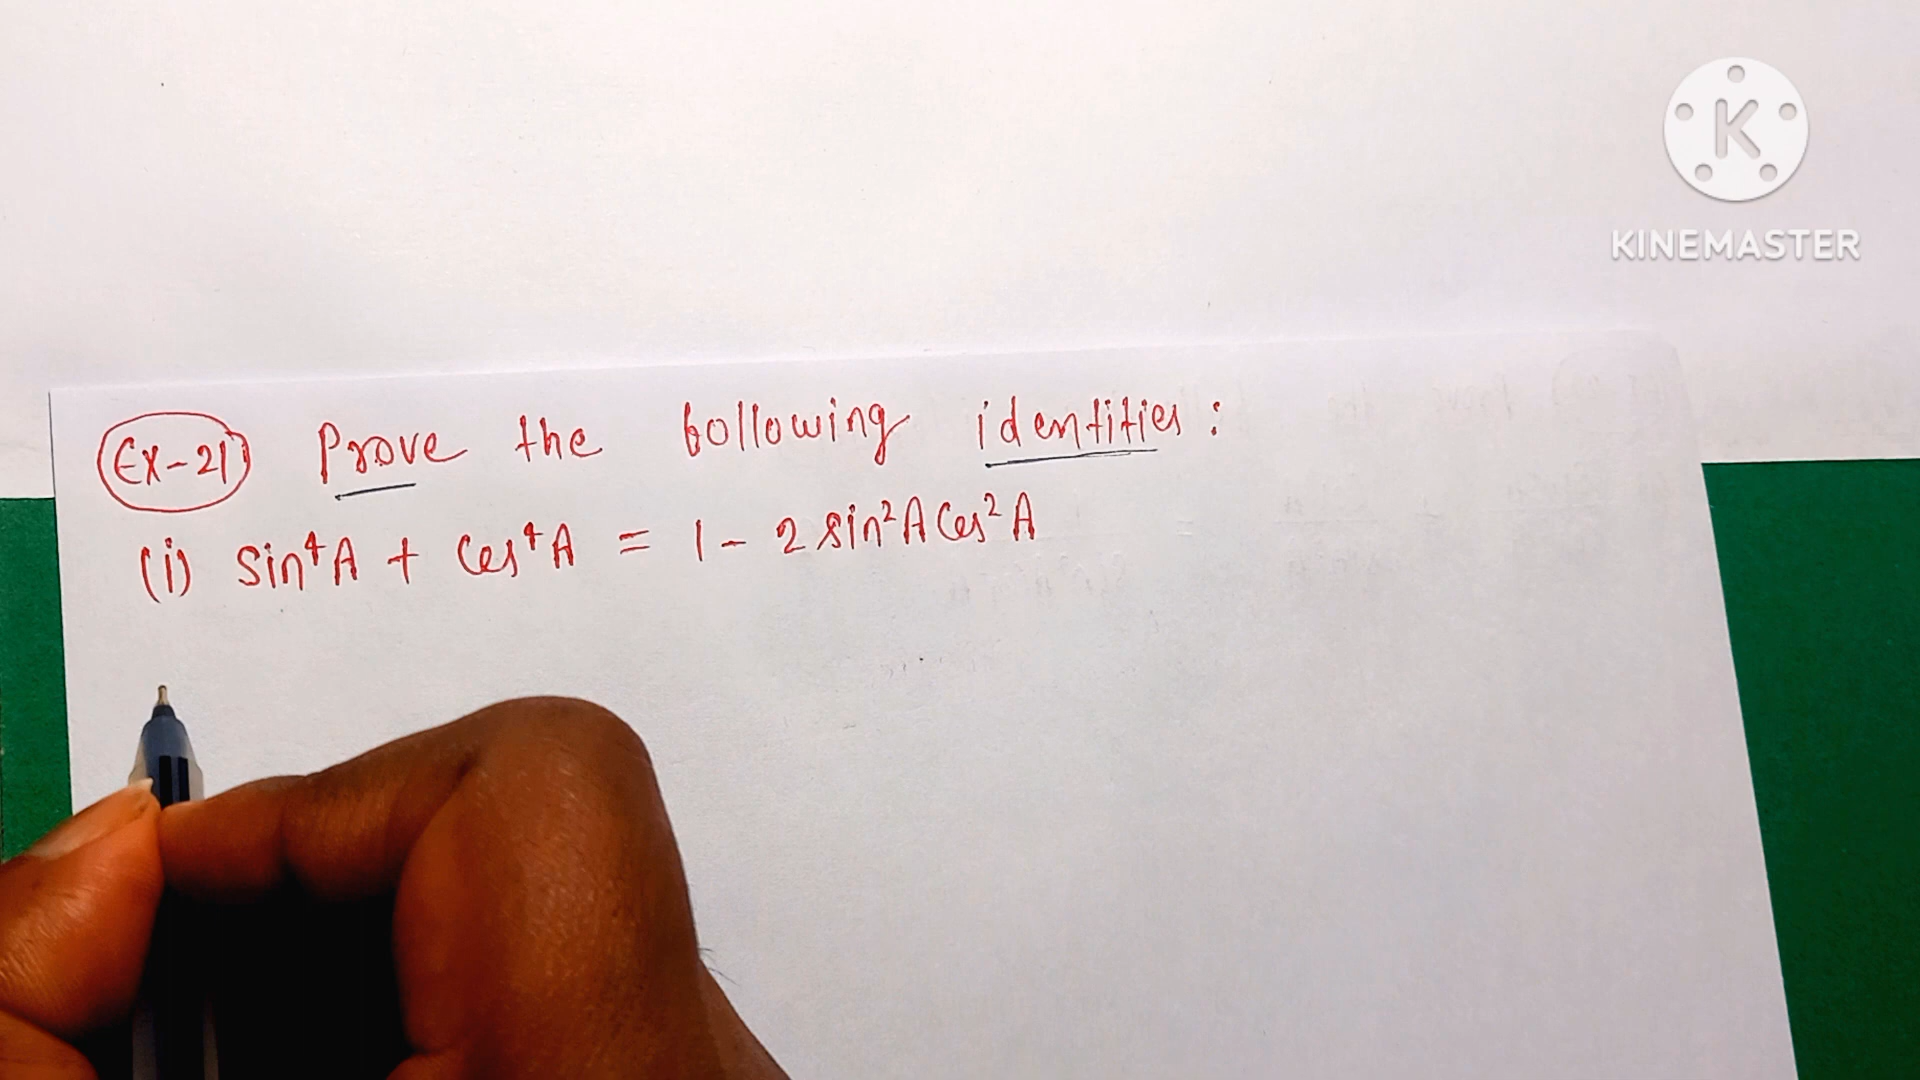 K
KINEMASTER
Ex-21 Prove the following identities:
(i) sin⁴A + Cos⁴A = 1 - 2 sin²A Cos²A